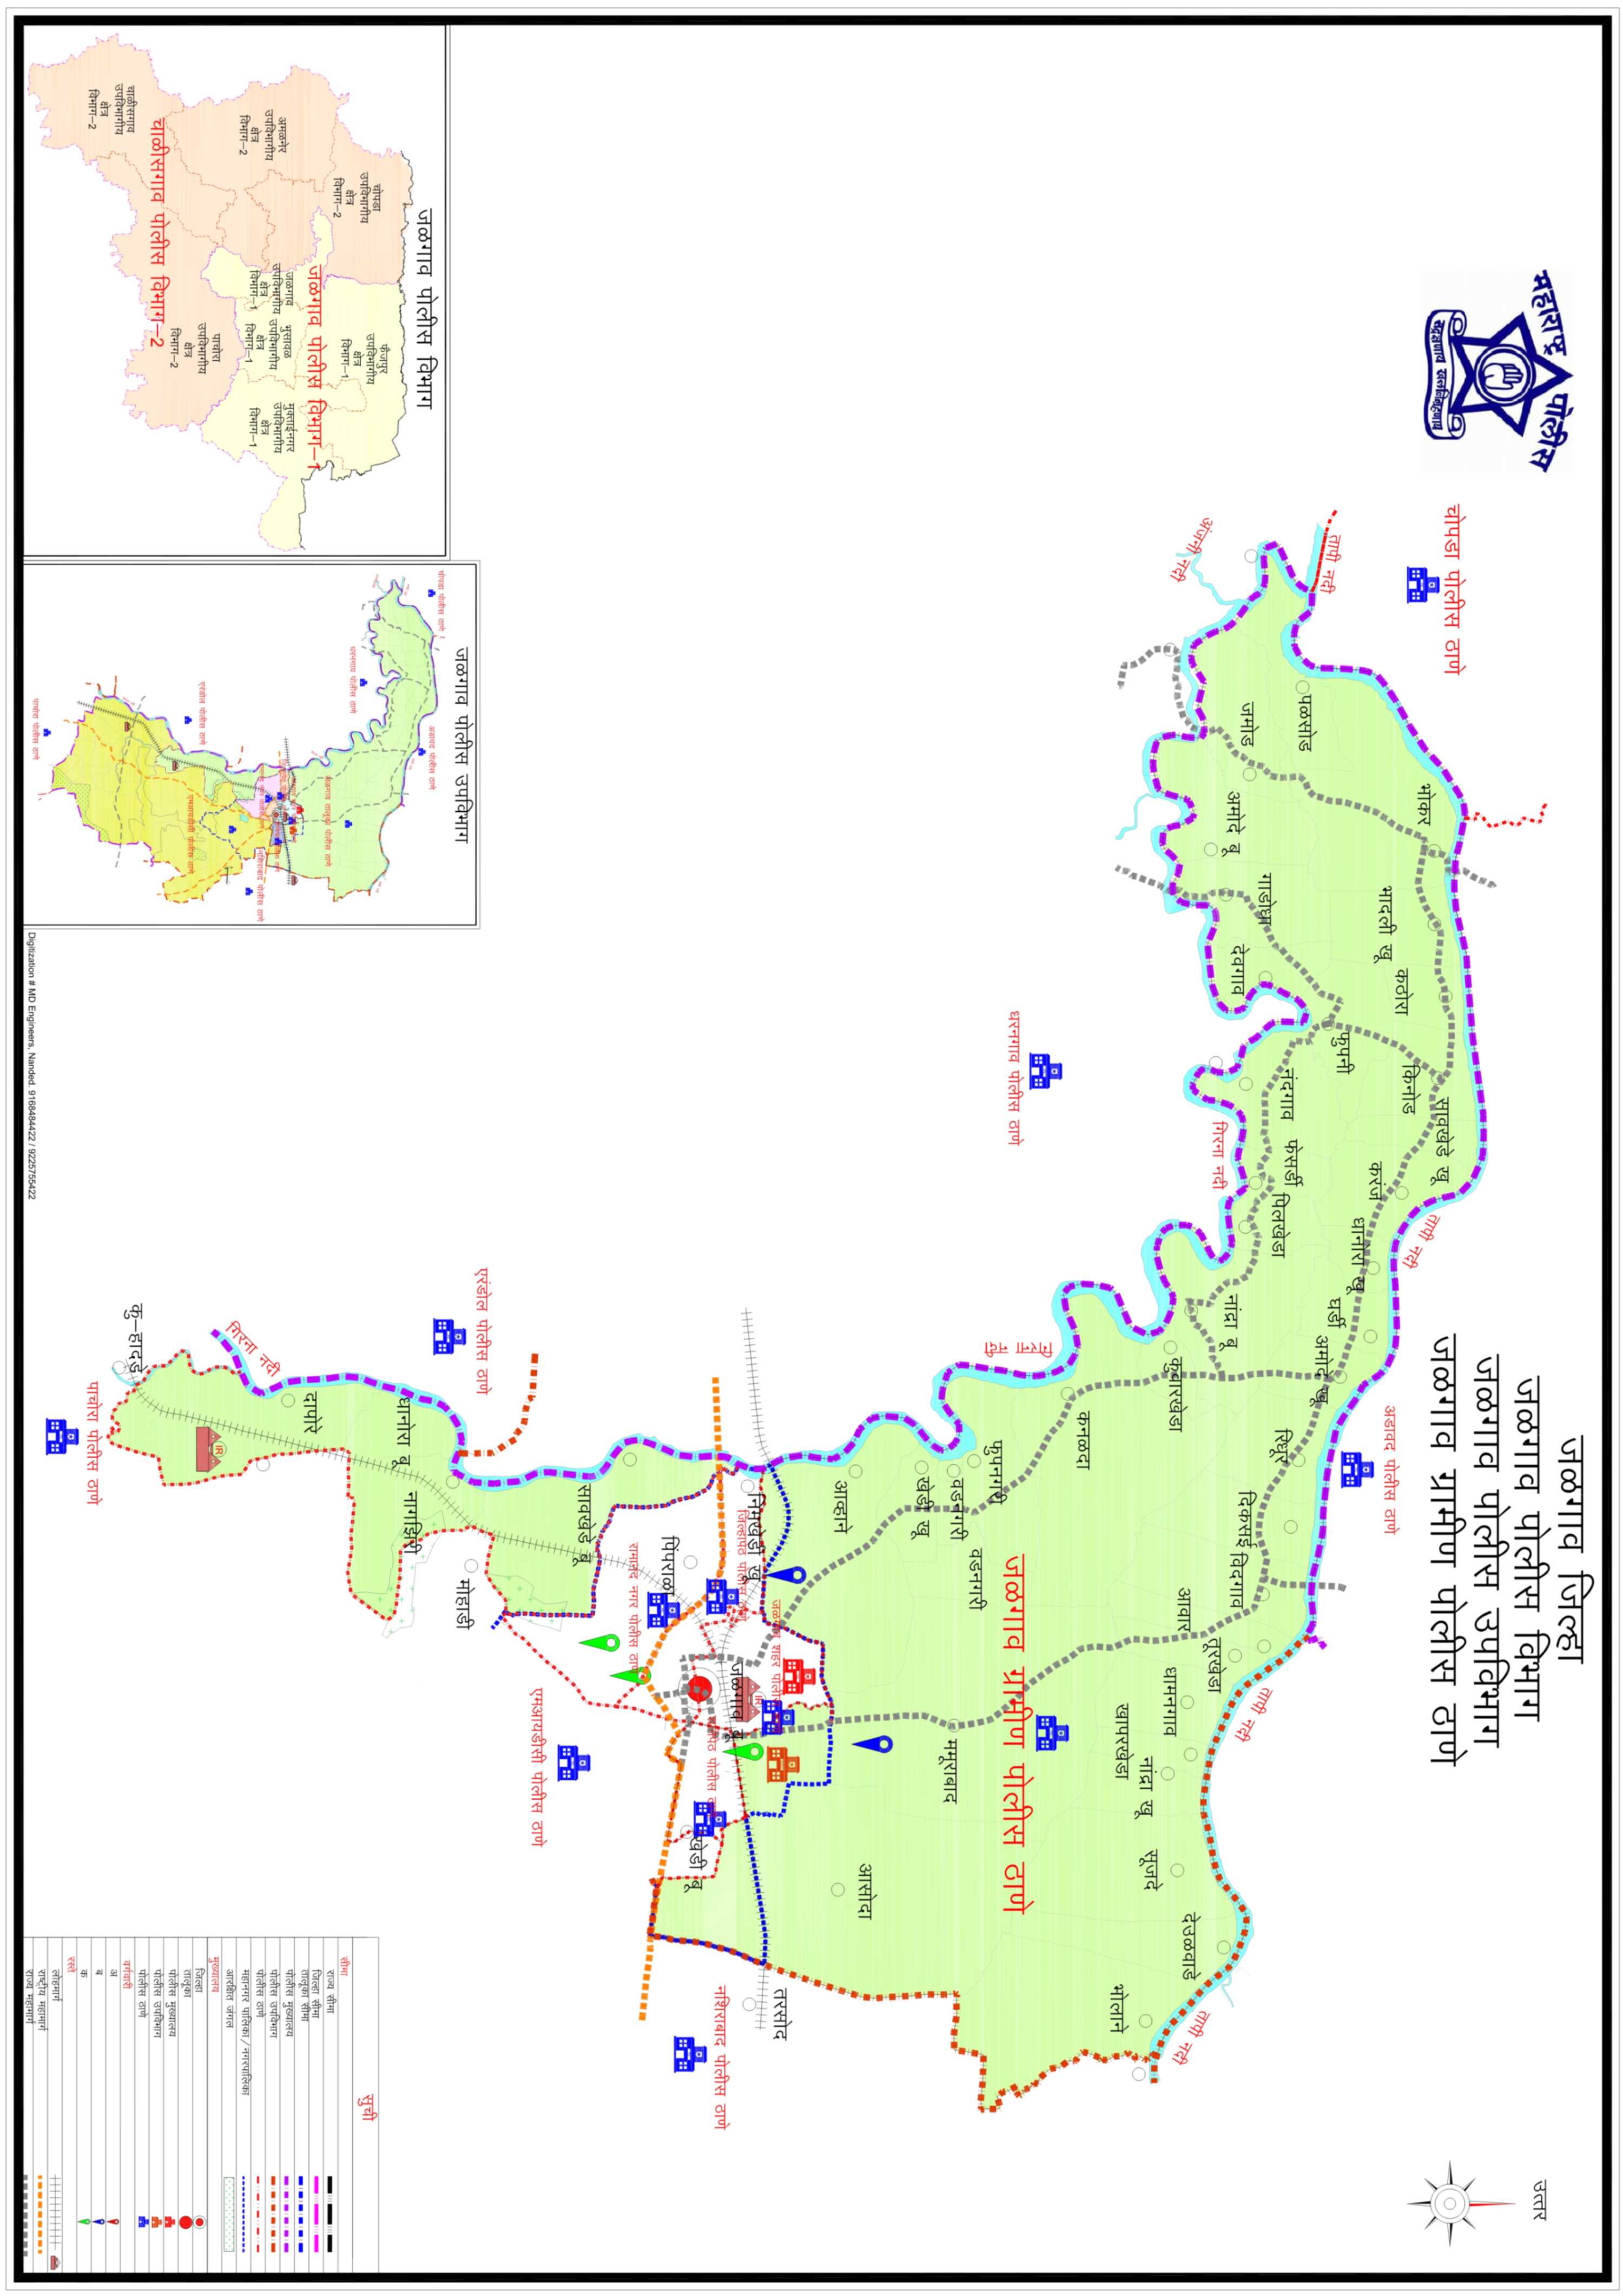 महाराष्ट्र पोलीस
सद्रक्षणाय खलनिग्रहणाय
जळगाव जिल्हा
जळगाव पोलीस विभाग
जळगाव पोलीस उपविभाग
जळगाव ग्रामीण पोलीस ठाणे
उत्तर
चोपडा पोलीस ठाणे
अडावद पोलीस ठाणे
तापी नदी
तापी नदी
तापी नदी
तापी नदी
भोकर
भादली खू
कठोरा
किनोड
सावखेडे खू
करंज
धानोरा खू
घर्डी
अमोदे खू
फुपनी
पळसोड
जमोड
अमोदे बू
गाडोधा
देवगाव
नंदगाव
फेसर्डी
पिलखेडा
नांद्रा बू
रिधूर
दिकसई
विदगाव
तूरखेडा
आवार
धामनगाव
नांद्रा खू
खापरखेडा
सूजदे
देउळवाडे
भोलाने
अंजनी नदी
गिरना नदी
कुवारखेडा
कनळदा
गिरना नदी
धरनगाव पोलीस ठाणे
जळगाव ग्रामीण पोलीस ठाणे
फुपनगरी
वडनगरी
वडनगरी
खेडी खू
ममूराबाद
आसोदा
आव्हाने
तरसोद
जळगाव शहर पोलीस
निमखेडी खू
जिल्हापेठ पोलीस ठाणे
जळगाव बू
पेठ पोलीस
खेडी बू
नशिराबाद पोलीस ठाणे
पिंपराळा
रामानंद नगर पोलीस ठाणे
सावखेडे बू
एमआयडीसी पोलीस ठाणे
एरंडोल पोलीस ठाणे
मोहाडी
धानोरा बू
नागझिरी
दापोरे
गिरना नदी
IR
IR
कु–हादडे
पाचोरा पोलीस ठाणे
जळगाव पोलीस विभाग
चोपडा
उपविभागीय
क्षेत्र
विभाग–2
फैजपुर
उपविभागीय
क्षेत्र
विभाग–1
जळगाव पोलीस विभाग–1
अमळनेर
उपविभागीय
क्षेत्र
विभाग–2
जळगाव
उपविभागीय
क्षेत्र
विभाग–1
भुसावळ
उपविभागीय
क्षेत्र
विभाग–1
मुक्ताईनगर
उपविभागीय
क्षेत्र
विभाग–1
पाचोरा
उपविभागीय
क्षेत्र
विभाग–2
चाळीसगाव पोलीस विभाग–2
चाळीसगाव
उपविभागीय
क्षेत्र
विभाग–2
जळगाव पोलीस उपविभाग
चोपडा पोलीस ठाणे
अडावद पोलीस ठाणे
धरनगाव पोलीस ठाणे
जळगाव तालूका पोलीस ठाणे
नशिराबाद पोलीस ठाणे
एरंडोल पोलीस ठाणे
एमआयडीसी पोलीस ठाणे
पाचोरा पोलीस ठाणे
Digitization # MD Engineers, Nanded. 9168484422 / 9225755422
सुची
सीमा
राज्य सीमा
जिल्हा सीमा
तालूका सीमा
पोलीस मुख्यालय
पोलीस उपविभाग
पोलीस ठाणे
महानगर पालिका / नगरपालिका
आरक्षित जंगल
मुख्यालय
जिल्हा
तालूका
पोलीस मुख्यालय
पोलीस उपविभाग
पोलीस ठाणे
वर्गवारी
अ
ब
क
रस्ते
लोहमार्ग
राष्ट्रीय महामार्ग
राज्य महामार्ग